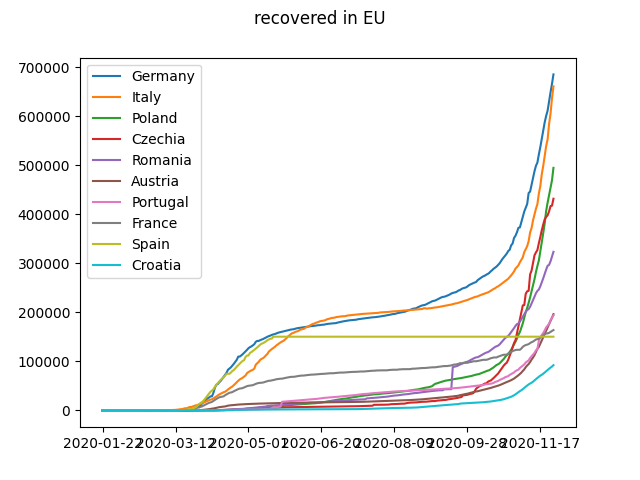 recovered in EU
700000
600000
500000
400000
300000
200000
100000
0
Germany
Italy
Poland
Czechia
Romania
Austria
Portugal
France
Spain
Croatia
2020-01-22 2020-03-12 2020-05-01 2020-06-20 2020-08-09 2020-09-28 2020-11-17